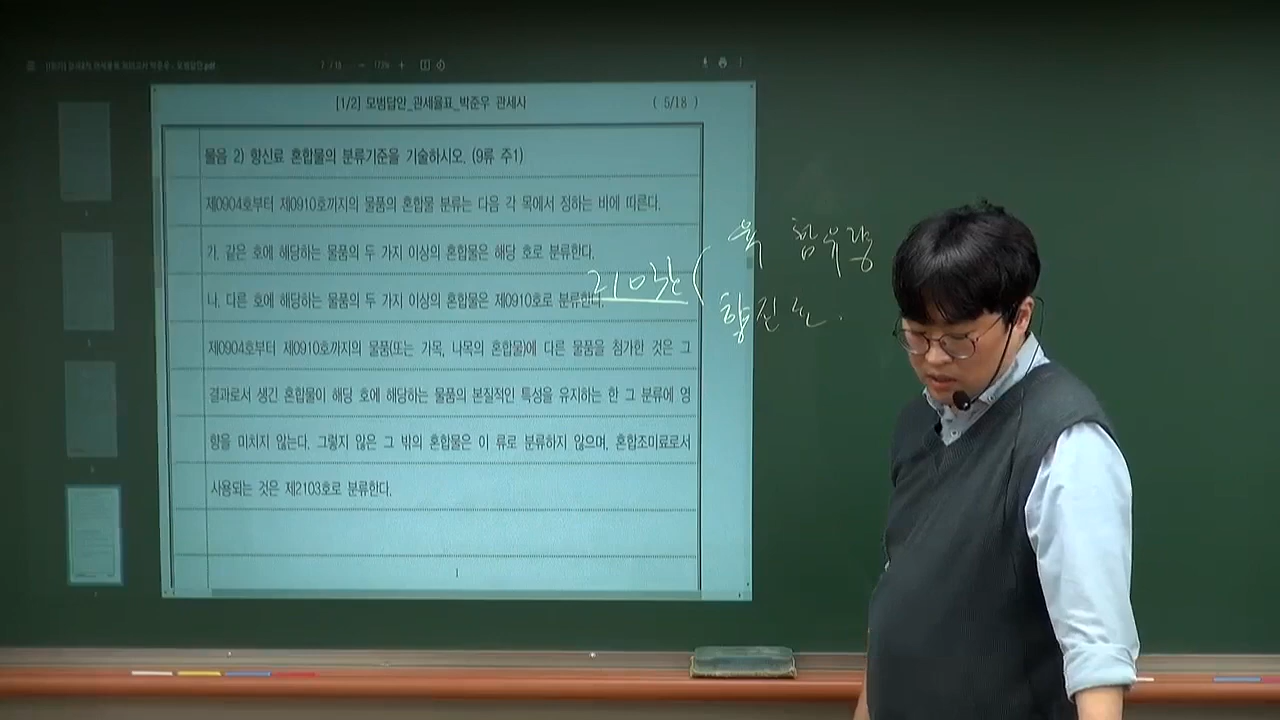 [1/2] 모범답안_관세율표_박준우 관세사 ( 5/18 )
물음 2) 향신료 혼합물의 분류기준을 기술하시오. (9류 주1)
제0904호부터 제0910호까지의 물품의 혼합물 분류는 다음 각 목에서 정하는 바에 따른다.
가. 같은 호에 해당하는 물품의 두 가지 이상의 혼합물은 해당 호로 분류한다.
나. 다른 호에 해당하는 물품의 두 가지 이상의 혼합물은 제0910호로 분류한다.
제0904호부터 제0910호까지의 물품(또는 가목, 나목의 혼합물)에 다른 물품을 첨가한 것은 그
결과로서 생긴 혼합물이 해당 호에 해당하는 물품의 본질적인 특성을 유지하는 한 그 분류에 영
향을 미치지 않는다. 그렇지 않은 그 밖의 혼합물은 이 류로 분류하지 않으며, 혼합조미료로서
사용되는 것은 제2103호로 분류한다.
함유량